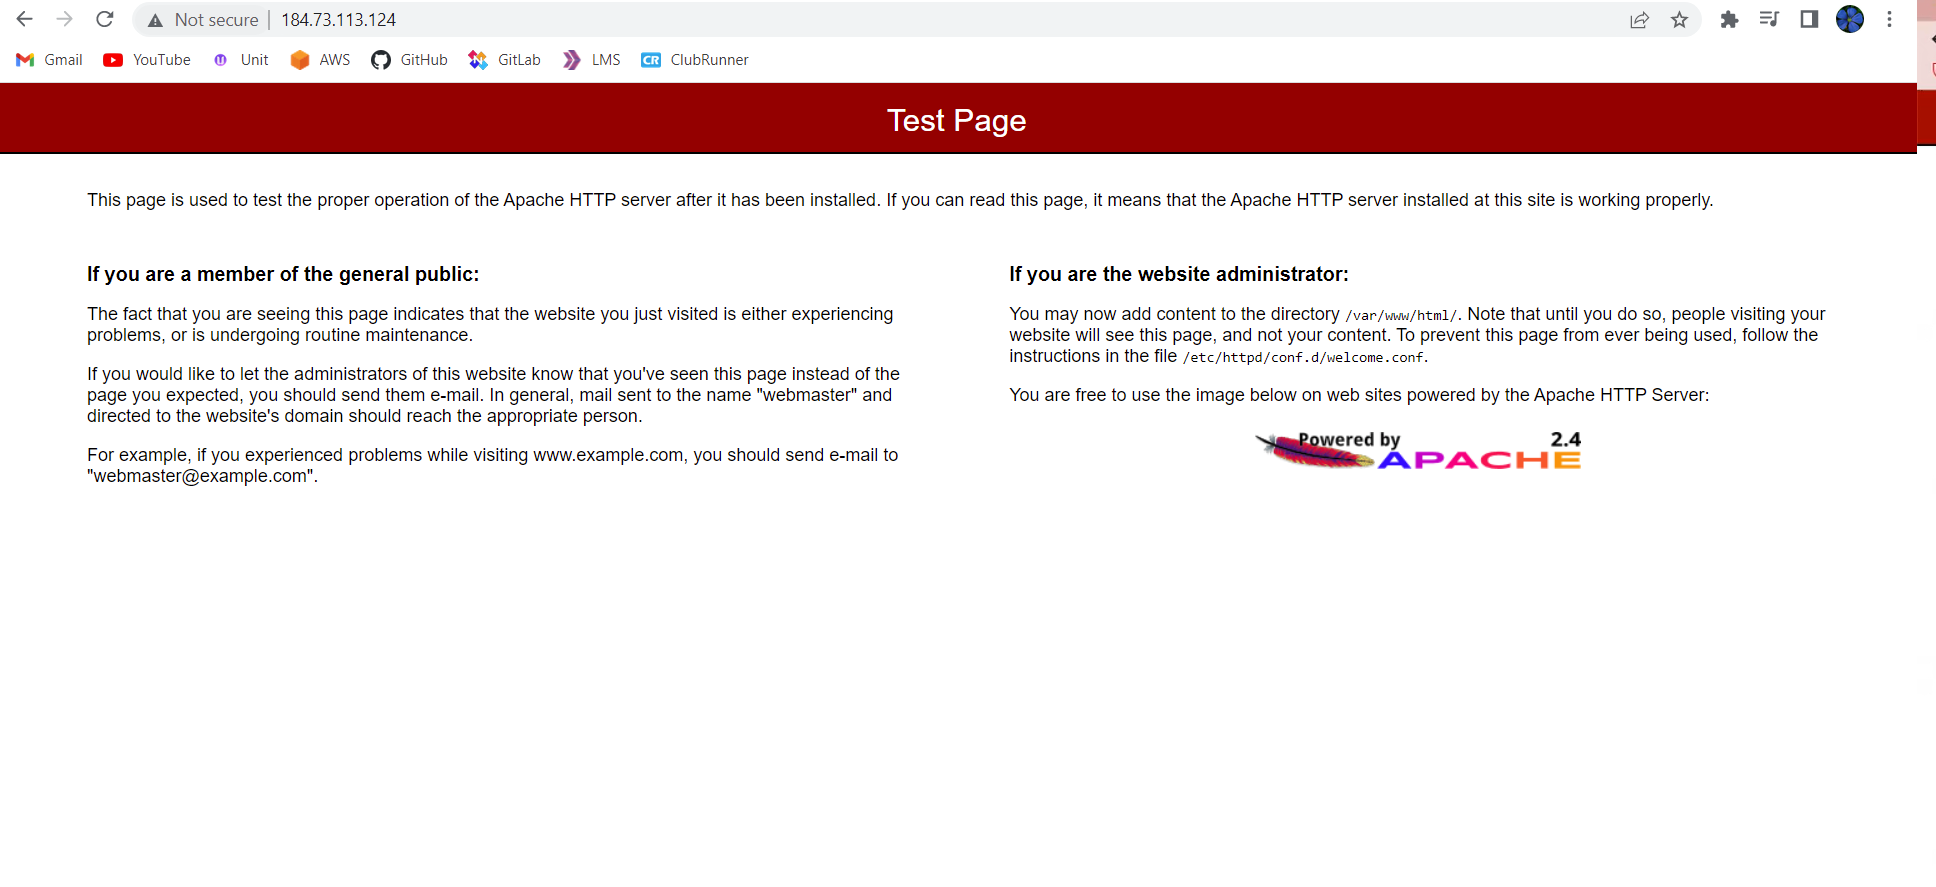 Not secure | 184.73.113.124
Gmail YouTube Unit AWS GitHub GitLab LMS CR ClubRunner
Test Page
This page is used to test the proper operation of the Apache HTTP server after it has been installed. If you can read this page, it means that the Apache HTTP server installed at this site is working properly.
If you are a member of the general public:
The fact that you are seeing this page indicates that the website you just visited is either experiencing
problems, or is undergoing routine maintenance.
If you would like to let the administrators of this website know that you've seen this page instead of the
page you expected, you should send them e-mail. In general, mail sent to the name "webmaster" and
directed to the website's domain should reach the appropriate person.
For example, if you experienced problems while visiting www.example.com, you should send e-mail to
"webmaster@example.com".
If you are the website administrator:
You may now add content to the directory /var/www/html/. Note that until you do so, people visiting your
website will see this page, and not your content. To prevent this page from ever being used, follow the
instructions in the file /etc/httpd/conf.d/welcome.conf.
You are free to use the image below on web sites powered by the Apache HTTP Server:
Powered by 2.4
APACHE